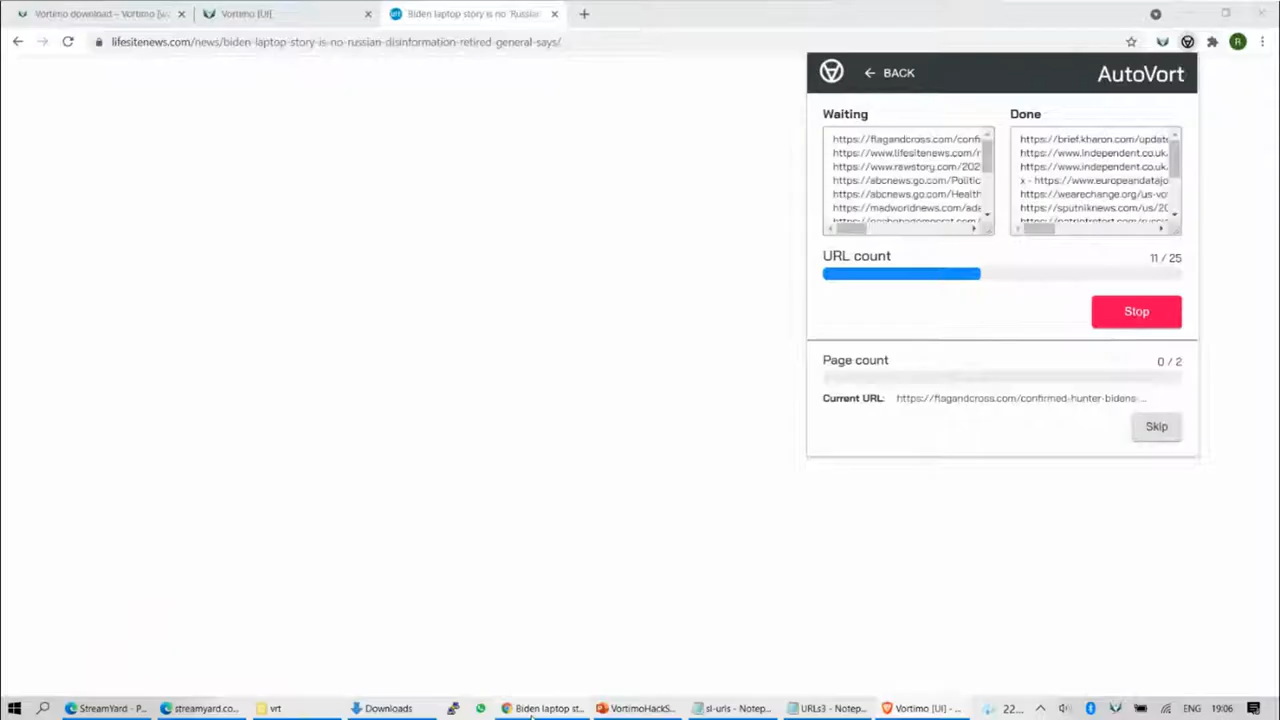 Vortimo download – Vortimo [
Vortimo [UI]
Biden laptop story is no 'Russian
lifesitenews.com/news/biden-laptop-story-is-no-russian-disinformation-retired-general-says/
R
BACK
AutoVort
Waiting
Done
https://flagandcross.com/confi
https://www.lifesitenews.com/r
https://www.rawstory.com/202
https://abcnews.go.com/Politic
https://abcnews.go.com/Health
https://madworldnews.com/ada
https://brief.kharon.com/update
https://www.independent.co.uk
https://www.independent.co.uk
x - https://www.europeandatajo
https://wearechange.org/us-vo
https://sputniknews.com/us/20
URL count
11 / 25
Stop
Page count
0 / 2
Current URL: https://flagandcross.com/confirmed-hunter-bidens-...
Skip
StreamYard - P...
streamyard.co...
vrt
Downloads
Biden laptop st...
VortimoHackS...
sl-urls - Notep...
URLs3 - Notep...
Vortimo [UI] - ...
22...
ENG
19:06